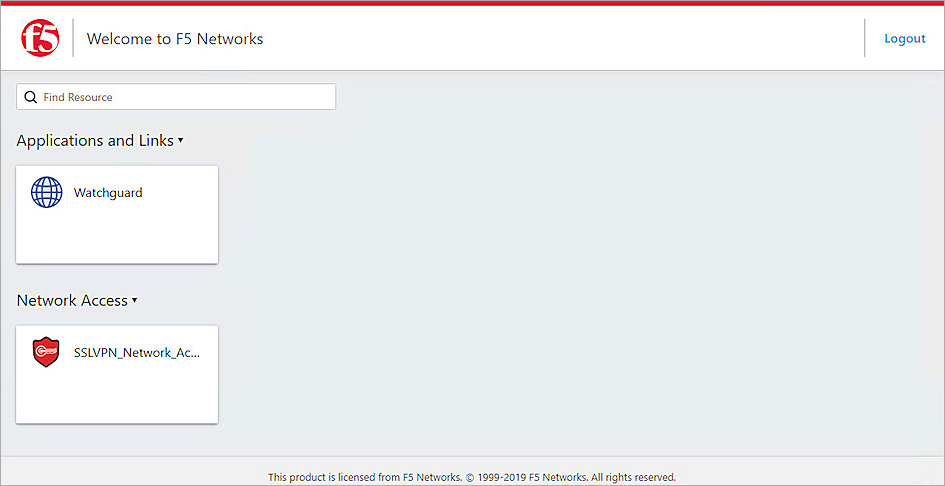 f5
Welcome to F5 Networks
Logout
Find Resource
Applications and Links
Watchguard
Network Access
SSLVPN_Network_Ac...
This product is licensed from F5 Networks. © 1999-2019 F5 Networks. All rights reserved.